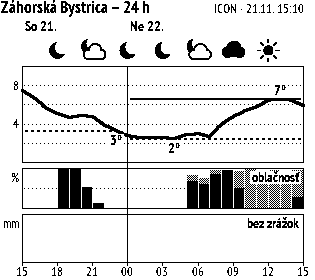 Záhorská Bystrica – 24 h
ICON - 21.11. 15:10
So 21.
Ne 22.
8
4
7°
3°
2°
%
oblačnosť
mm
bez zrážok
15 18 21 00 03 06 09 12 15